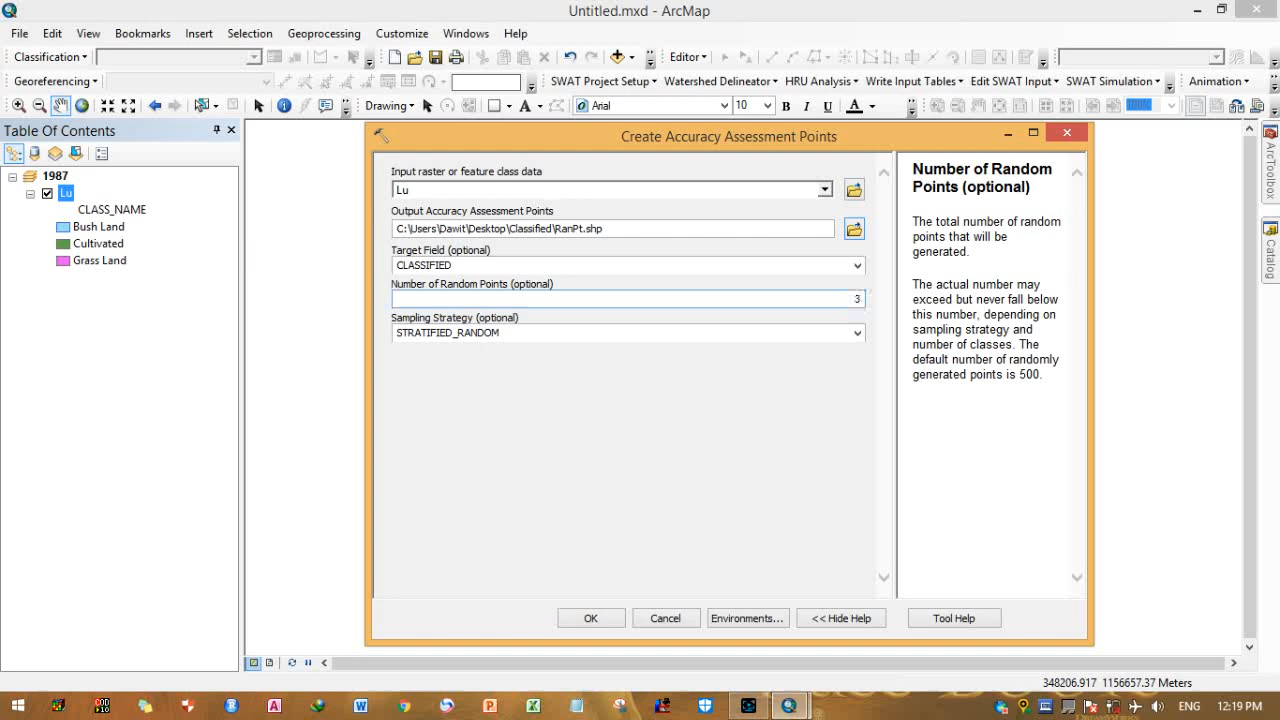 Untitled.mxd - ArcMap
File Edit View Bookmarks Insert Selection Geoprocessing Customize Windows Help
Classification
Editor
Georeferencing
SWAT Project Setup Watershed Delineator HRU Analysis Write Input Tables Edit SWAT Input SWAT Simulation Animation
Drawing A Arial 10 B I U A 100%
Table Of Contents
1987
Lu
CLASS_NAME
Bush Land
Cultivated
Grass Land
Create Accuracy Assessment Points
Input raster or feature class data
Lu
Output Accuracy Assessment Points
C:\Users\Dawit\Desktop\Classified\RanPt.shp
Target Field (optional)
CLASSIFIED
Number of Random Points (optional)
3
Sampling Strategy (optional)
STRATIFIED_RANDOM
OK Cancel Environments... << Hide Help Tool Help
Number of Random
Points (optional)
The total number of random
points that will be
generated.
The actual number may
exceed but never fall below
this number, depending on
sampling strategy and
number of classes. The
default number of randomly
generated points is 500.
ArcToolbox
Catalog
348206.917 1156657.37 Meters
ENG 12:19 PM